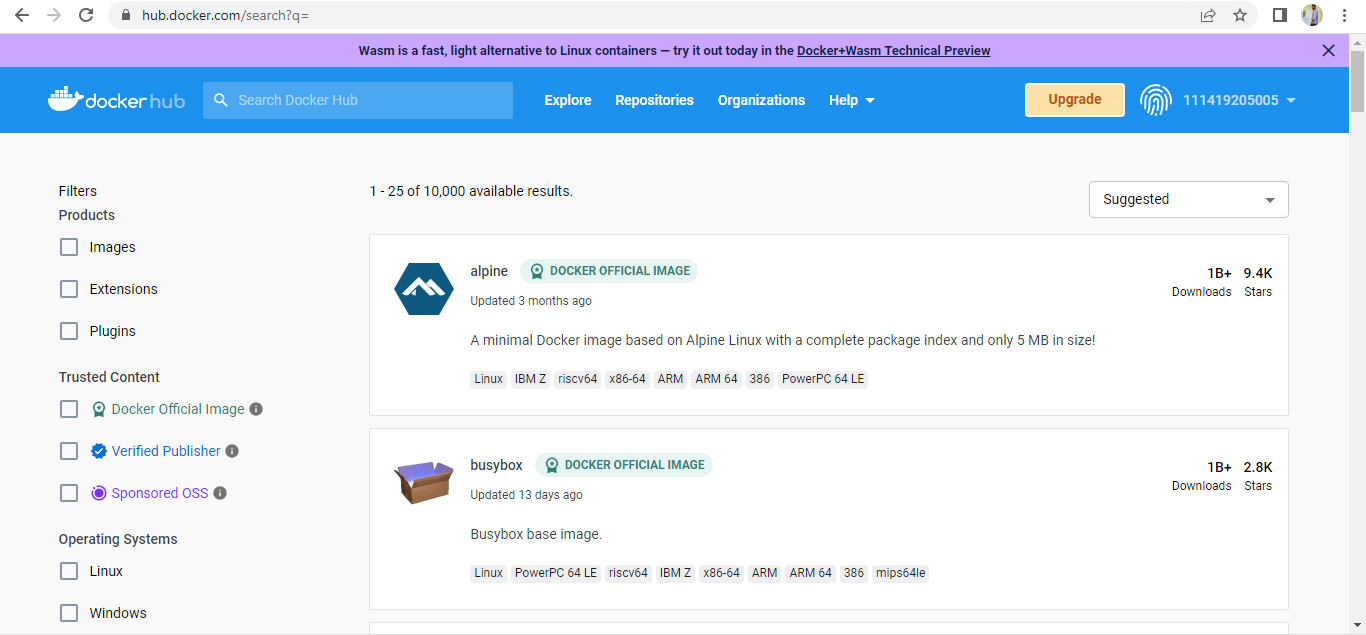 hub.docker.com/search?q=
Wasm is a fast, light alternative to Linux containers — try it out today in the Docker+Wasm Technical Preview
docker hub
Search Docker Hub
Explore
Repositories
Organizations
Help
Upgrade
111419205005
Filters
Products
Images
Extensions
Plugins
Trusted Content
Docker Official Image
Verified Publisher
Sponsored OSS
Operating Systems
Linux
Windows
1 - 25 of 10,000 available results.
Suggested
alpine DOCKER OFFICIAL IMAGE
Updated 3 months ago
1B+ 9.4K
Downloads Stars
A minimal Docker image based on Alpine Linux with a complete package index and only 5 MB in size!
Linux IBM Z riscv64 x86-64 ARM ARM 64 386 PowerPC 64 LE
busybox DOCKER OFFICIAL IMAGE
Updated 13 days ago
1B+ 2.8K
Downloads Stars
Busybox base image.
Linux PowerPC 64 LE riscv64 IBM Z x86-64 ARM ARM 64 386 mips64le